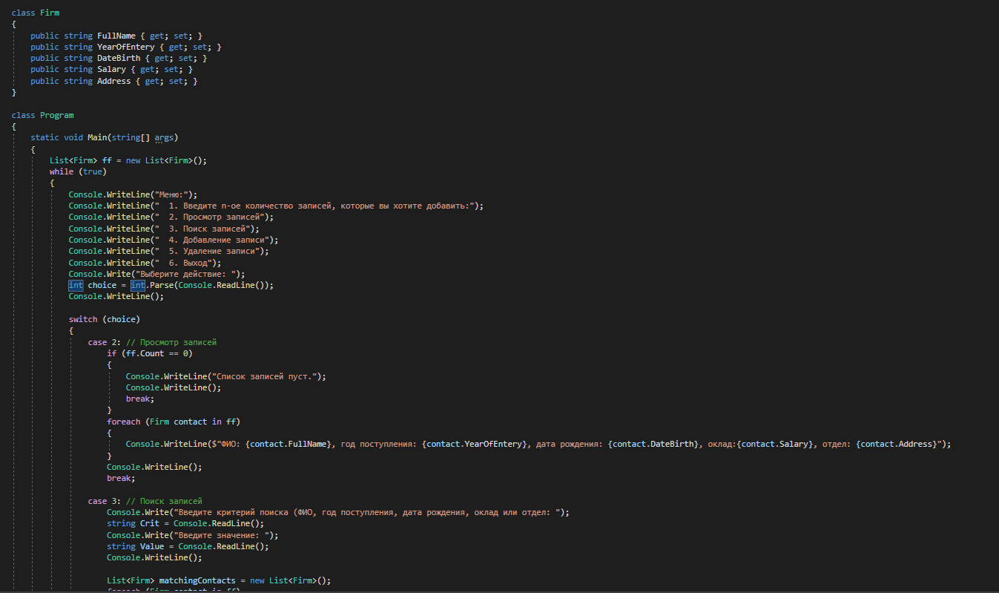 class Firm
{
public string FullName { get; set; }
public string YearOfEntery { get; set; }
public string DateBirth { get; set; }
public string Salary { get; set; }
public string Address { get; set; }
}
class Program
{
static void Main(string[] args)
{
List<Firm> ff = new List<Firm>();
while (true)
{
Console.WriteLine("Меню:");
Console.WriteLine("  1. Введите n-ое количество записей, которые вы хотите добавить:");
Console.WriteLine("  2. Просмотр записей");
Console.WriteLine("  3. Поиск записей");
Console.WriteLine("  4. Добавление записи");
Console.WriteLine("  5. Удаление записи");
Console.WriteLine("  6. Выход");
Console.Write("Выберите действие: ");
int choice = int.Parse(Console.ReadLine());
Console.WriteLine();
switch (choice)
{
case 2: // Просмотр записей
if (ff.Count == 0)
{
Console.WriteLine("Список записей пуст.");
Console.WriteLine();
break;
}
foreach (Firm contact in ff)
{
Console.WriteLine($"ФИО: {contact.FullName}, год поступления: {contact.YearOfEntery}, дата рождения: {contact.DateBirth}, оклад:{contact.Salary}, отдел: {contact.Address}");
}
Console.WriteLine();
break;
case 3: // Поиск записей
Console.Write("Введите критерий поиска (ФИО, год поступления, дата рождения, оклад или отдел: ");
string Crit = Console.ReadLine();
Console.Write("Введите значение: ");
string Value = Console.ReadLine();
Console.WriteLine();
List<Firm> matchingContacts = new List<Firm>();
foreach (Firm contact in ff)